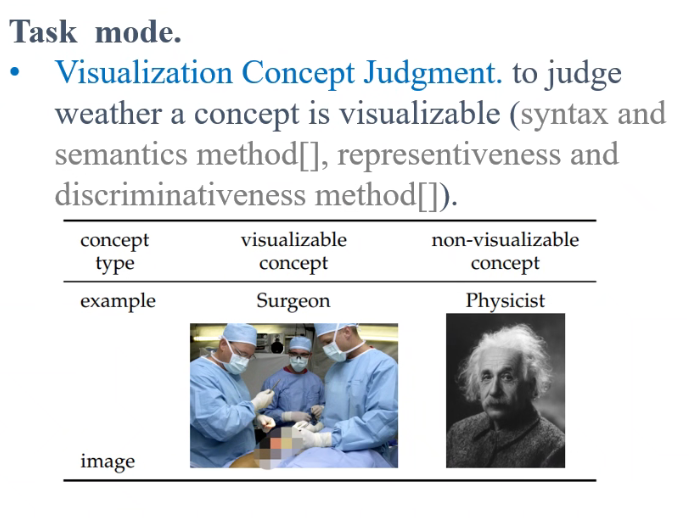 Task mode.
• Visualization Concept Judgment. to judge
weather a concept is visualizable (syntax and
semantics method[], representiveness and
discriminativeness method[]).
concept type visualizable concept non-visualizable concept
example Surgeon Physicist
image